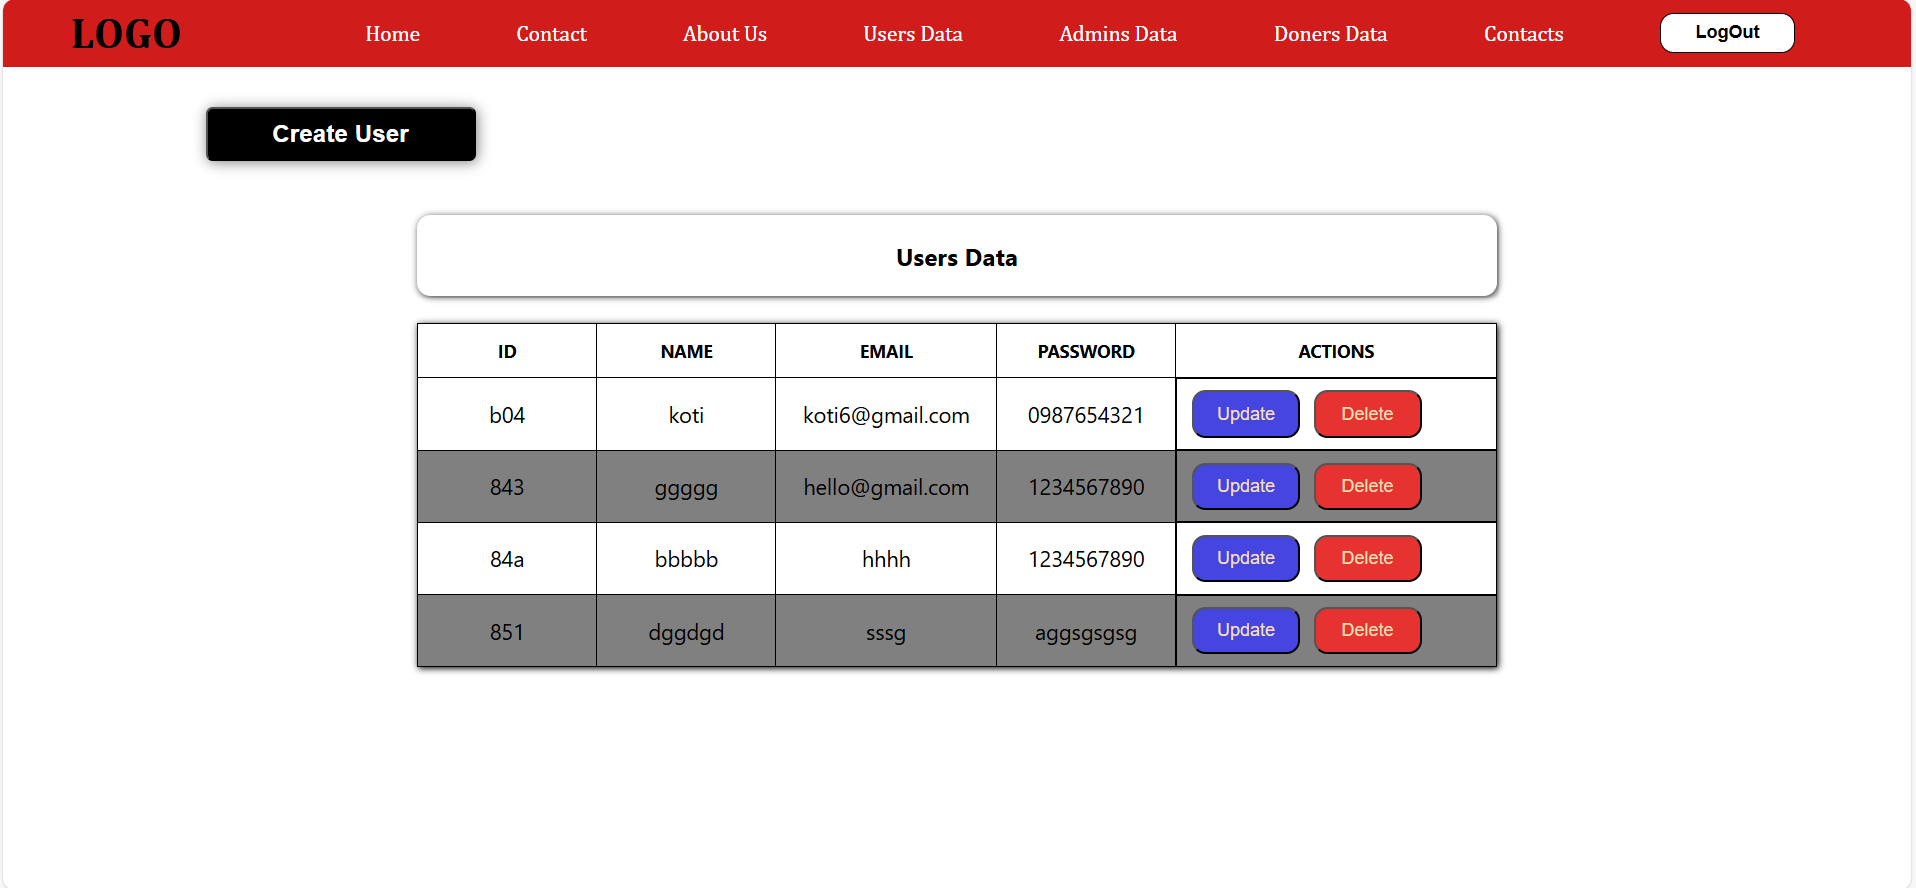 LOGO Home Contact About Us Users Data Admins Data Doners Data Contacts LogOut
Create User
Users Data
ID NAME EMAIL PASSWORD ACTIONS
b04 koti koti6@gmail.com 0987654321 Update Delete
843 ggggg hello@gmail.com 1234567890 Update Delete
84a bbbbb hhhh 1234567890 Update Delete
851 dggdgd sssg aggsgsgsg Update Delete